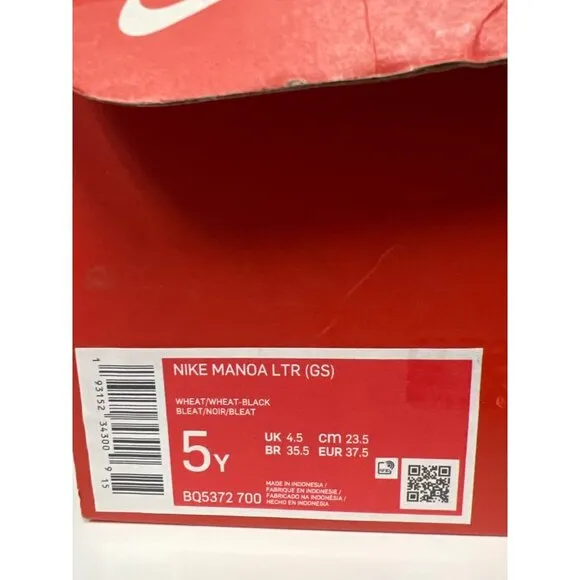 NIKE MANOA LTR (GS)
WHEAT/WHEAT-BLACK
BLEAT/NOIR/BLEAT
5Y
UK 4.5 cm 23.5
BR 35.5 EUR 37.5
BQ5372 700
MADE IN INDONESIA /
FABRIQUE EN INDONESIE /
FABRICADO NA INDONÉSIA /
HECHO EN INDONESIA
1 93152 34300 9 15